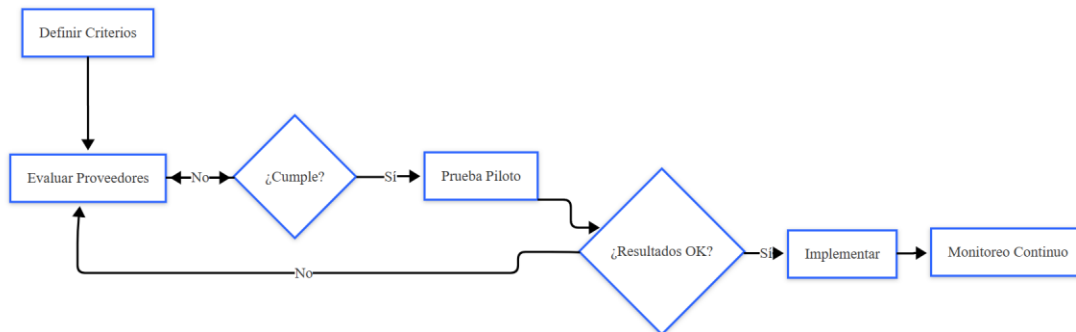 Definir Criterios
Evaluar Proveedores
No
¿Cumple?
Sí
Prueba Piloto
¿Resultados OK?
Sí
Implementar
Monitoreo Continuo
No